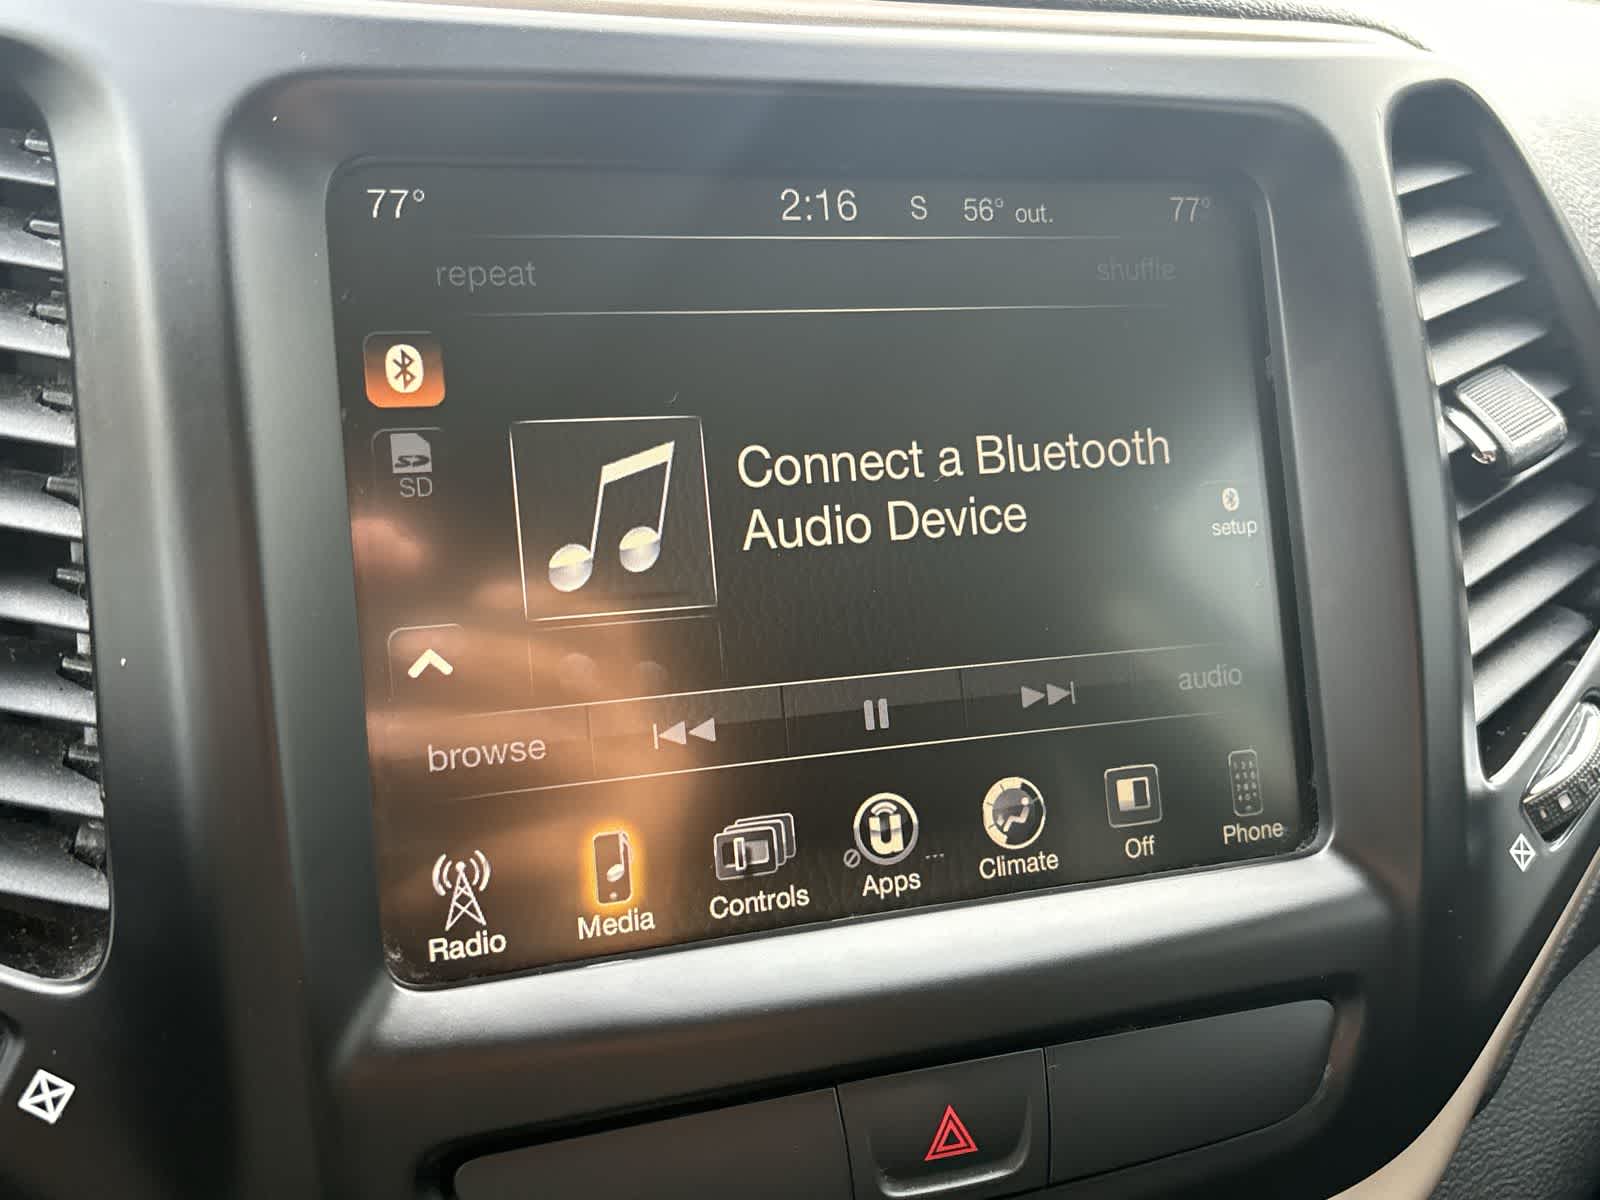 77° 2:16 S 56° out. 77°
repeat shuffle
SD
Connect a Bluetooth
Audio Device
setup
browse audio
Radio Media Controls Apps Climate Off Phone